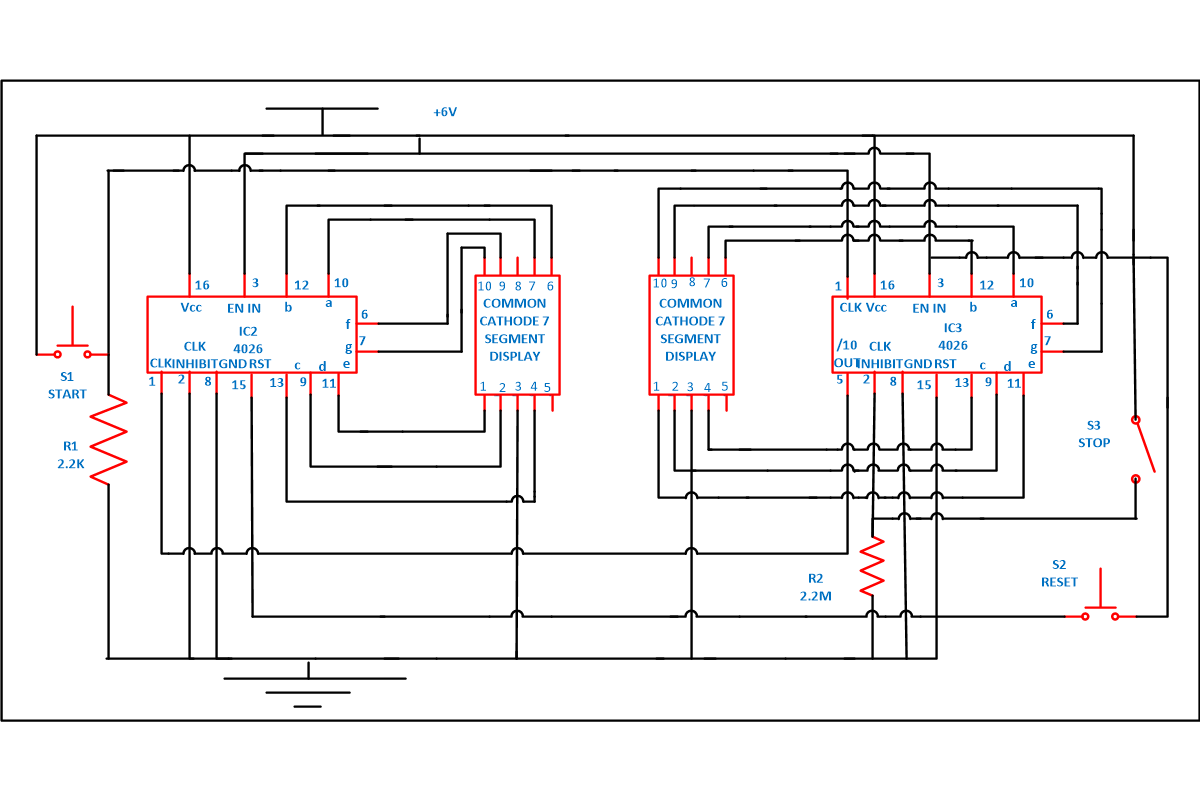 +6V
16
3
12
10
Vcc
EN IN
b
a
f
6
g
7
IC2
4026
CLK
CLKINHIBITGND RST
c
d
e
1
2
8
15
13
9
11
10 9 8 7 6
COMMON
CATHODE 7
SEGMENT
DISPLAY
1 2 3 4 5
10 9 8 7 6
COMMON
CATHODE 7
SEGMENT
DISPLAY
1 2 3 4 5
1
16
3
12
10
CLK Vcc
EN IN
b
a
f
6
g
7
IC3
4026
/10
OUT
CLK
INHIBITGND RST
c
d
e
5
2
8
15
13
9
11
S1
START
R1
2.2K
S3
STOP
R2
2.2M
S2
RESET